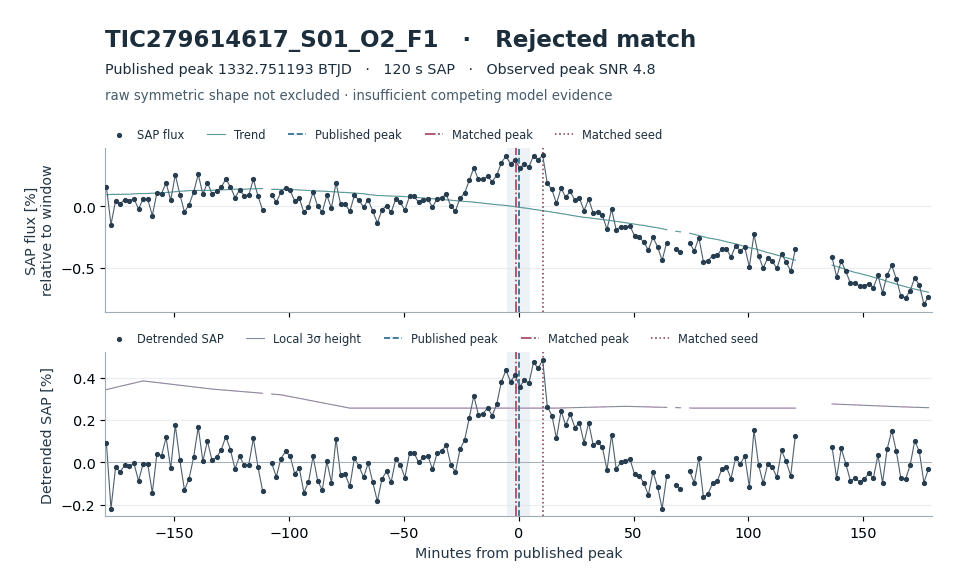 TIC279614617_S01_O2_F1 · Rejected match
Published peak 1332.751193 BTJD · 120 s SAP · Observed peak SNR 4.8
raw symmetric shape not excluded · insufficient competing model evidence
SAP flux Trend Published peak Matched peak Matched seed
SAP flux [%]
relative to window
0.0
−0.5
Detrended SAP Local 3σ height Published peak Matched peak Matched seed
Detrended SAP [%]
0.4
0.2
0.0
−0.2
−150 −100 −50 0 50 100 150
Minutes from published peak